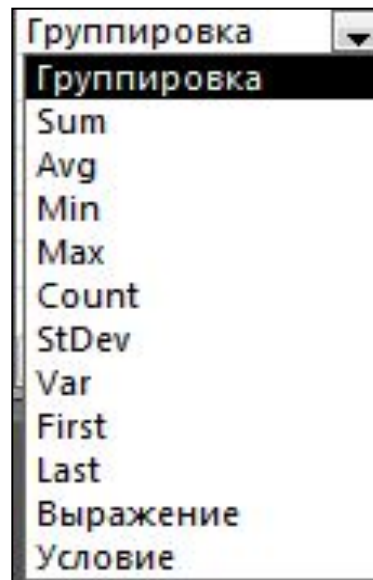 Группировка
Группировка
Sum
Avg
Min
Max
Count
StDev
Var
First
Last
Выражение
Условие